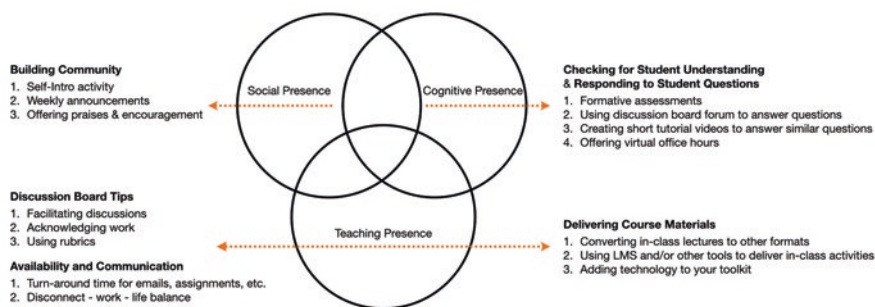 Building Community
1. Self-Intro activity
2. Weekly announcements
3. Offering praises & encouragement
Social Presence
Cognitive Presence
Checking for Student Understanding
& Responding to Student Questions
1. Formative assessments
2. Using discussion board forum to answer questions
3. Creating short tutorial videos to answer similar questions
4. Offering virtual office hours
Discussion Board Tips
1. Facilitating discussions
2. Acknowledging work
3. Using rubrics
Availability and Communication
1. Turn-around time for emails, assignments, etc.
2. Disconnect - work - life balance
Teaching Presence
Delivering Course Materials
1. Converting in-class lectures to other formats
2. Using LMS and/or other tools to deliver in-class activities
3. Adding technology to your toolkit